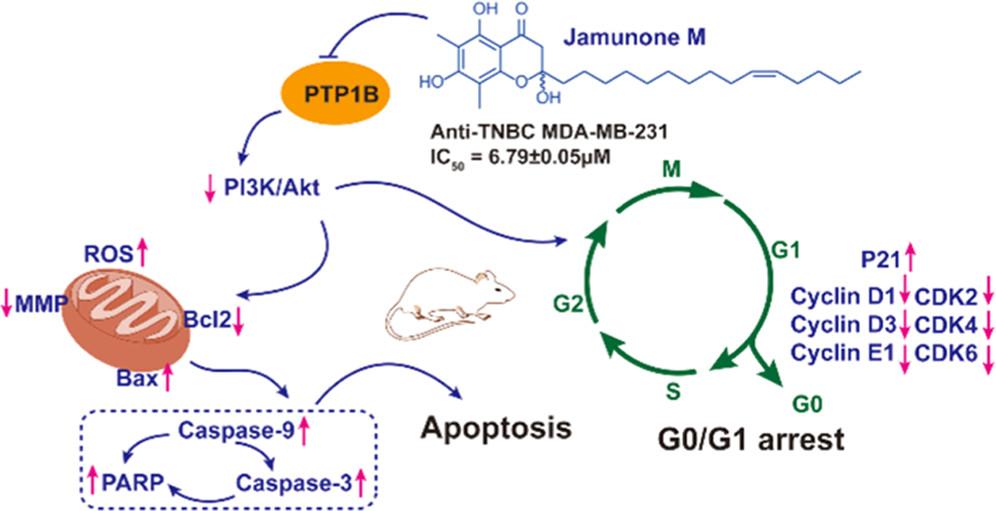 OH
O
Jamunone M
HO
O
OH
PTP1B
Anti-TNBC MDA-MB-231
IC50 = 6.79±0.05μM
PI3K/Akt
M
ROS
G1
P21
MMP
Bcl2
G2
Cyclin D1 CDK2
Cyclin D3 CDK4
Cyclin E1 CDK6
Bax
S
G0
Caspase-9
Apoptosis
G0/G1 arrest
PARP
Caspase-3